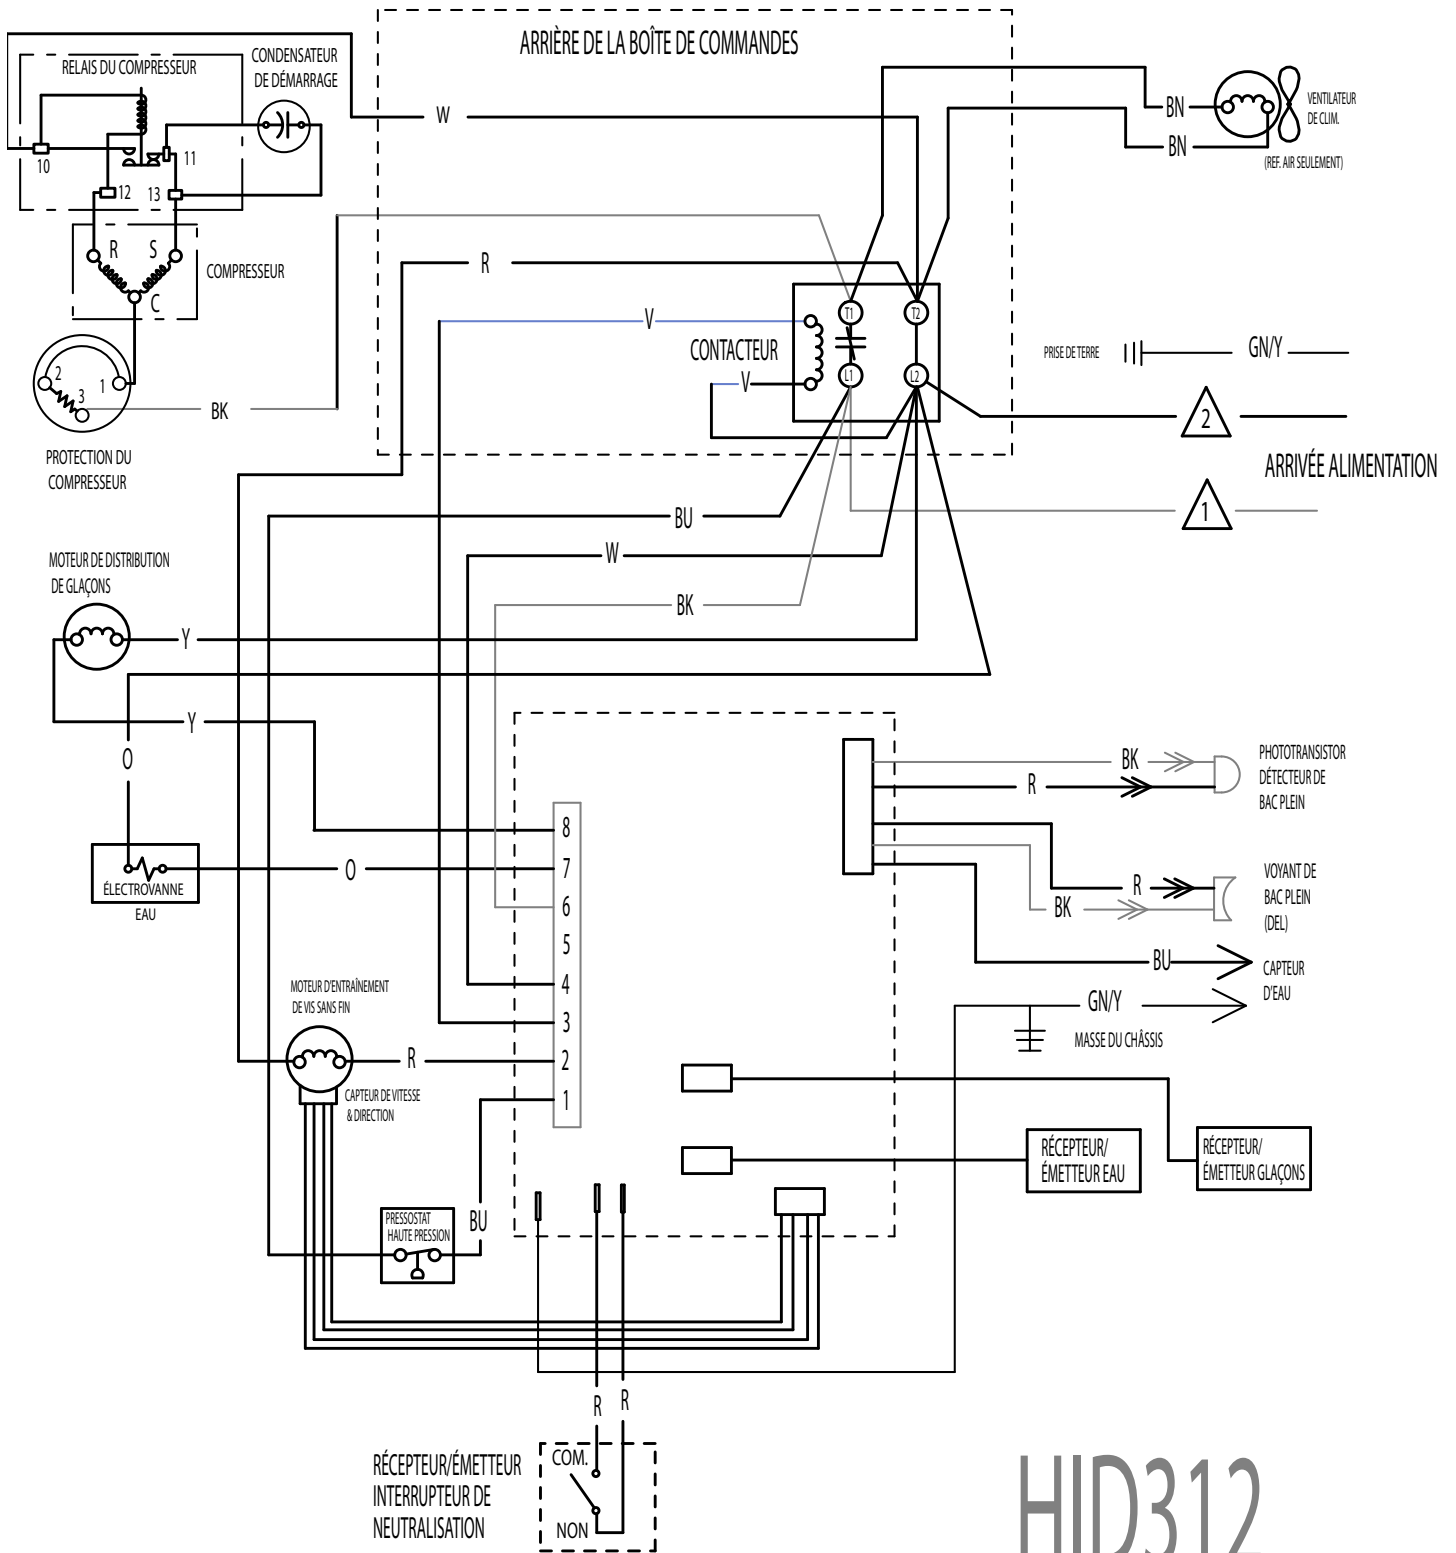 ARRIÈRE DE LA BOÎTE DE COMMANDES
RELAIS DU COMPRESSEUR
CONDENSATEUR
DE DÉMARRAGE
10
11
12
13
W
BN
BN
VENTILATEUR
DE CLIM.
(REF. AIR SEULEMENT)
R
S
C
COMPRESSEUR
R
T1
T2
V
CONTACTEUR
V
L1
L2
PRISE DE TERRE
GN/Y
2
1
3
BK
PROTECTION DU
COMPRESSEUR
2
ARRIVÉE ALIMENTATION
1
BU
W
BK
MOTEUR DE DISTRIBUTION
DE GLAÇONS
Y
Y
O
ÉLECTROVANNE
EAU
O
8
7
6
5
4
3
2
1
BK
R
PHOTOTRANSISTOR
DÉTECTEUR DE
BAC PLEIN
R
BK
VOYANT DE
BAC PLEIN
(DEL)
BU
CAPTEUR
D'EAU
GN/Y
MASSE DU CHÂSSIS
MOTEUR D'ENTRAÎNEMENT
DE VIS SANS FIN
R
CAPTEUR DE VITESSE
& DIRECTION
RÉCEPTEUR/
ÉMETTEUR EAU
RÉCEPTEUR/
ÉMETTEUR GLAÇONS
PRESSOSTAT
HAUTE PRESSION
BU
R
R
RÉCEPTEUR/ÉMETTEUR
INTERRUPTEUR DE
NEUTRALISATION
COM.
NON
HID312